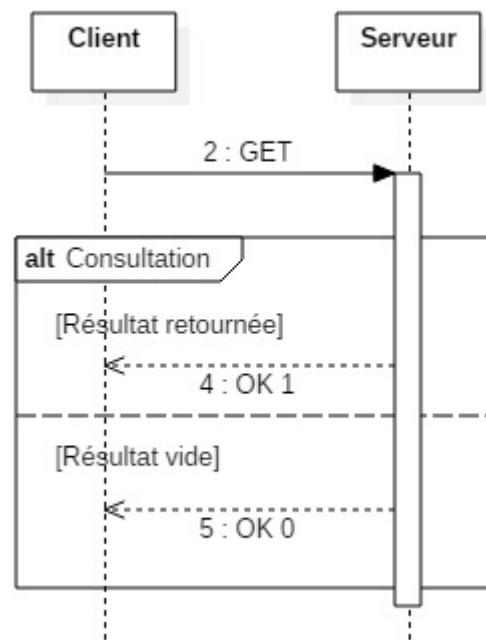 Client
Serveur
2 : GET
alt Consultation
[Résultat retournée]
4 : OK 1
[Résultat vide]
5 : OK 0